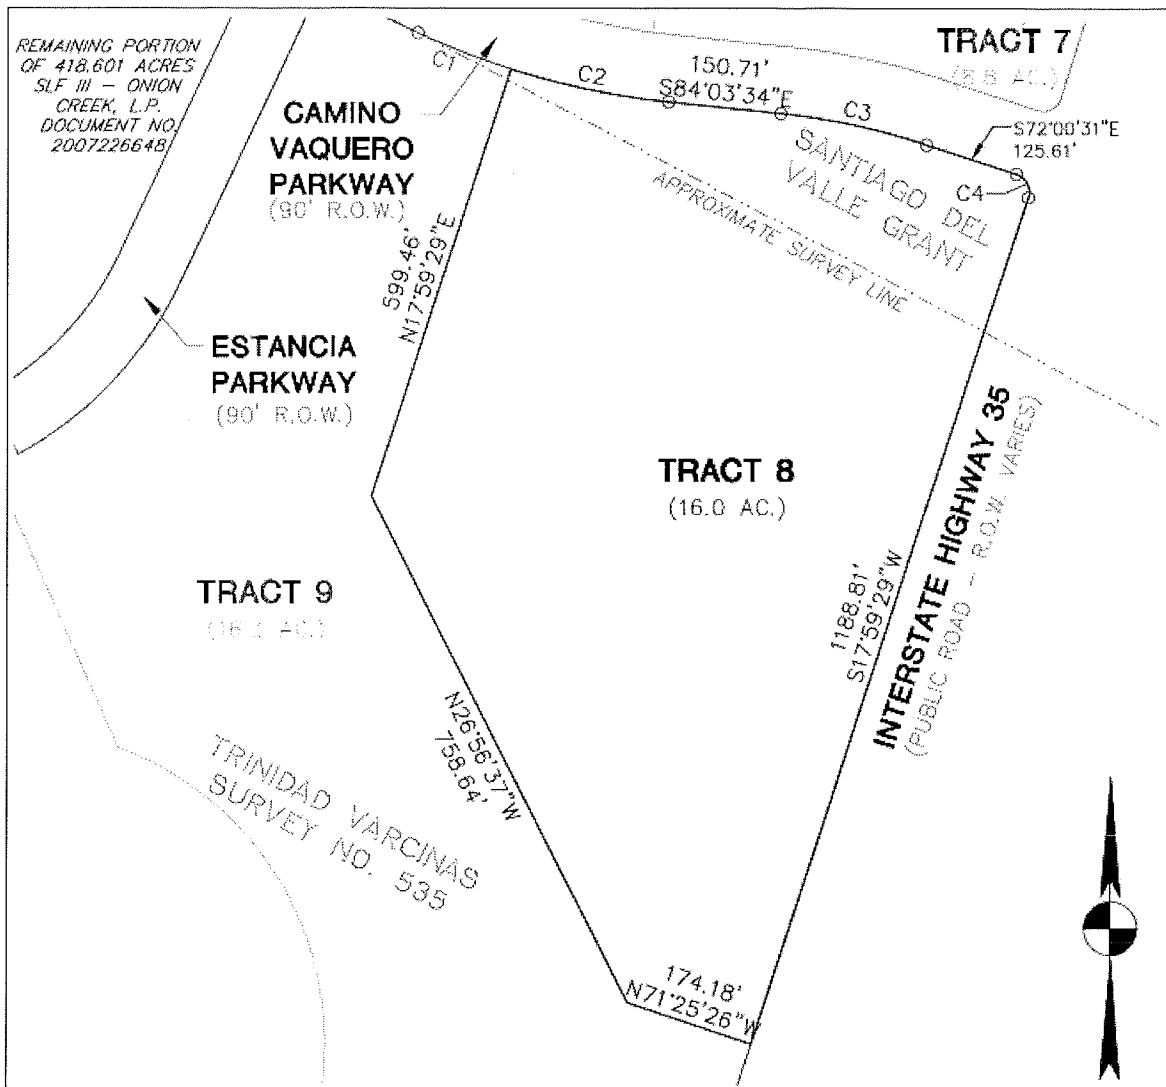 REMAINING PORTION
OF 418.601 ACRES
SLF III – ONION
CREEK, L.P.
DOCUMENT NO.
2007226648
TRACT 7
AC.)
C1
C2
150.71'
S84°03'34"E
C3
S72°00'31"E
125.61'
C4
CAMINO
VAQUERO
PARKWAY
(90' R.O.W.)
SANTIAGO DEL
VALLE GRANT
APPROXIMATE SURVEY LINE
599.46'
N17°59'29"E
ESTANCIA
PARKWAY
(90' R.O.W.)
TRACT 8
(16.0 AC.)
INTERSTATE HIGHWAY 35
(PUBLIC ROAD – R.O.W. VARIES)
1188.81'
S17°59'29"W
TRACT 9
AC.)
N26°56'37"W
758.64'
TRINIDAD VARCINAS
SURVEY NO. 535
174.18'
N71°25'26"W